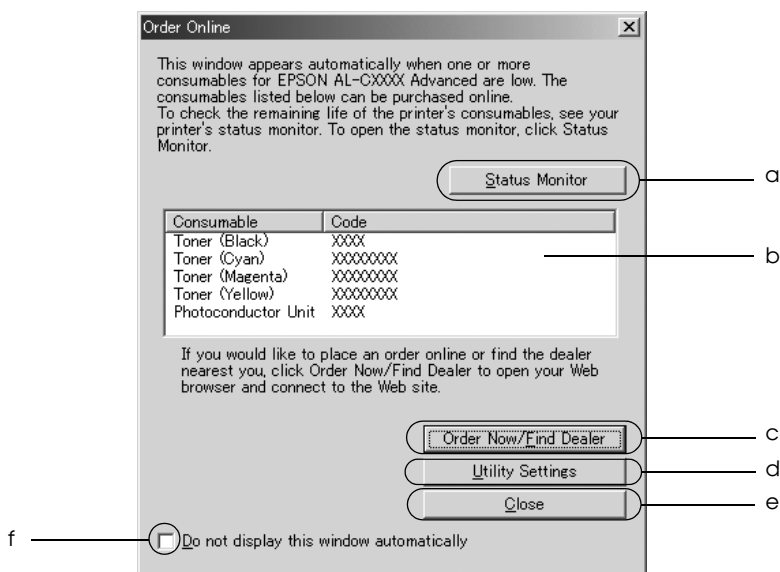 Order Online
This window appears automatically when one or more
consumables for EPSON AL-CXXXX Advanced are low. The
consumables listed below can be purchased online.
To check the remaining life of the printer's consumables, see your
printer's status monitor. To open the status monitor, click Status
Monitor.
Status Monitor
a
Consumable Code
Toner (Black) XXXX
Toner (Cyan) XXXXXXXX
b
Toner (Magenta) XXXXXXXX
Toner (Yellow) XXXXXXXX
Photoconductor Unit XXXX
If you would like to place an order online or find the dealer
nearest you, click Order Now/Find Dealer to open your Web
browser and connect to the Web site.
Order Now/Find Dealer
c
Utility Settings
d
Close
e
f
Do not display this window automatically